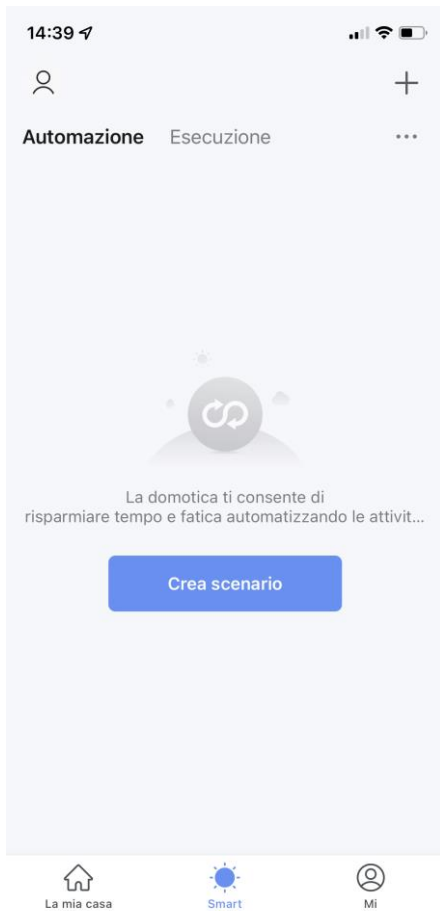 14:39
Automazione Esecuzione
La domotica ti consente di
risparmiare tempo e fatica automatizzando le attivit...
Crea scenario
La mia casa Smart Mi